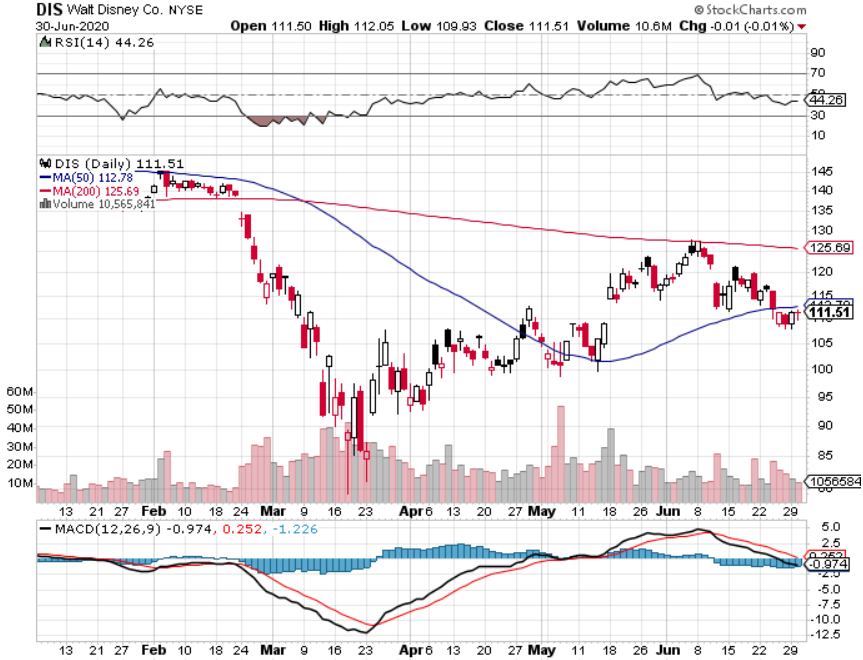 DIS Walt Disney Co. NYSE © StockCharts.com
30-Jun-2020 Open 111.50 High 112.05 Low 109.93 Close 111.51 Volume 10.6M Chg -0.01 (-0.01%)
RSI(14) 44.26
90
70
50
44.26
30
10
DIS (Daily) 111.51
MA(50) 112.78
MA(200) 125.69
Volume 10,565,841
145
140
135
130
125.69
120
115
112.78
111.51
110
105
100
95
90
85
80
60M
50M
40M
30M
20M
10M
1056584
13 21 27 Feb 10 18 24 Mar 9 16 23 Apr 6 13 20 27 May 11 18 26 Jun 8 15 22 29
MACD(12,26,9) -0.974, 0.252, -1.226
5.0
2.5
0.252
-0.974
-2.5
-5.0
-7.5
-10.0
-12.5
13 21 27 Feb 10 18 24 Mar 9 16 23 Apr 6 13 20 27 May 11 18 26 Jun 8 15 22 29